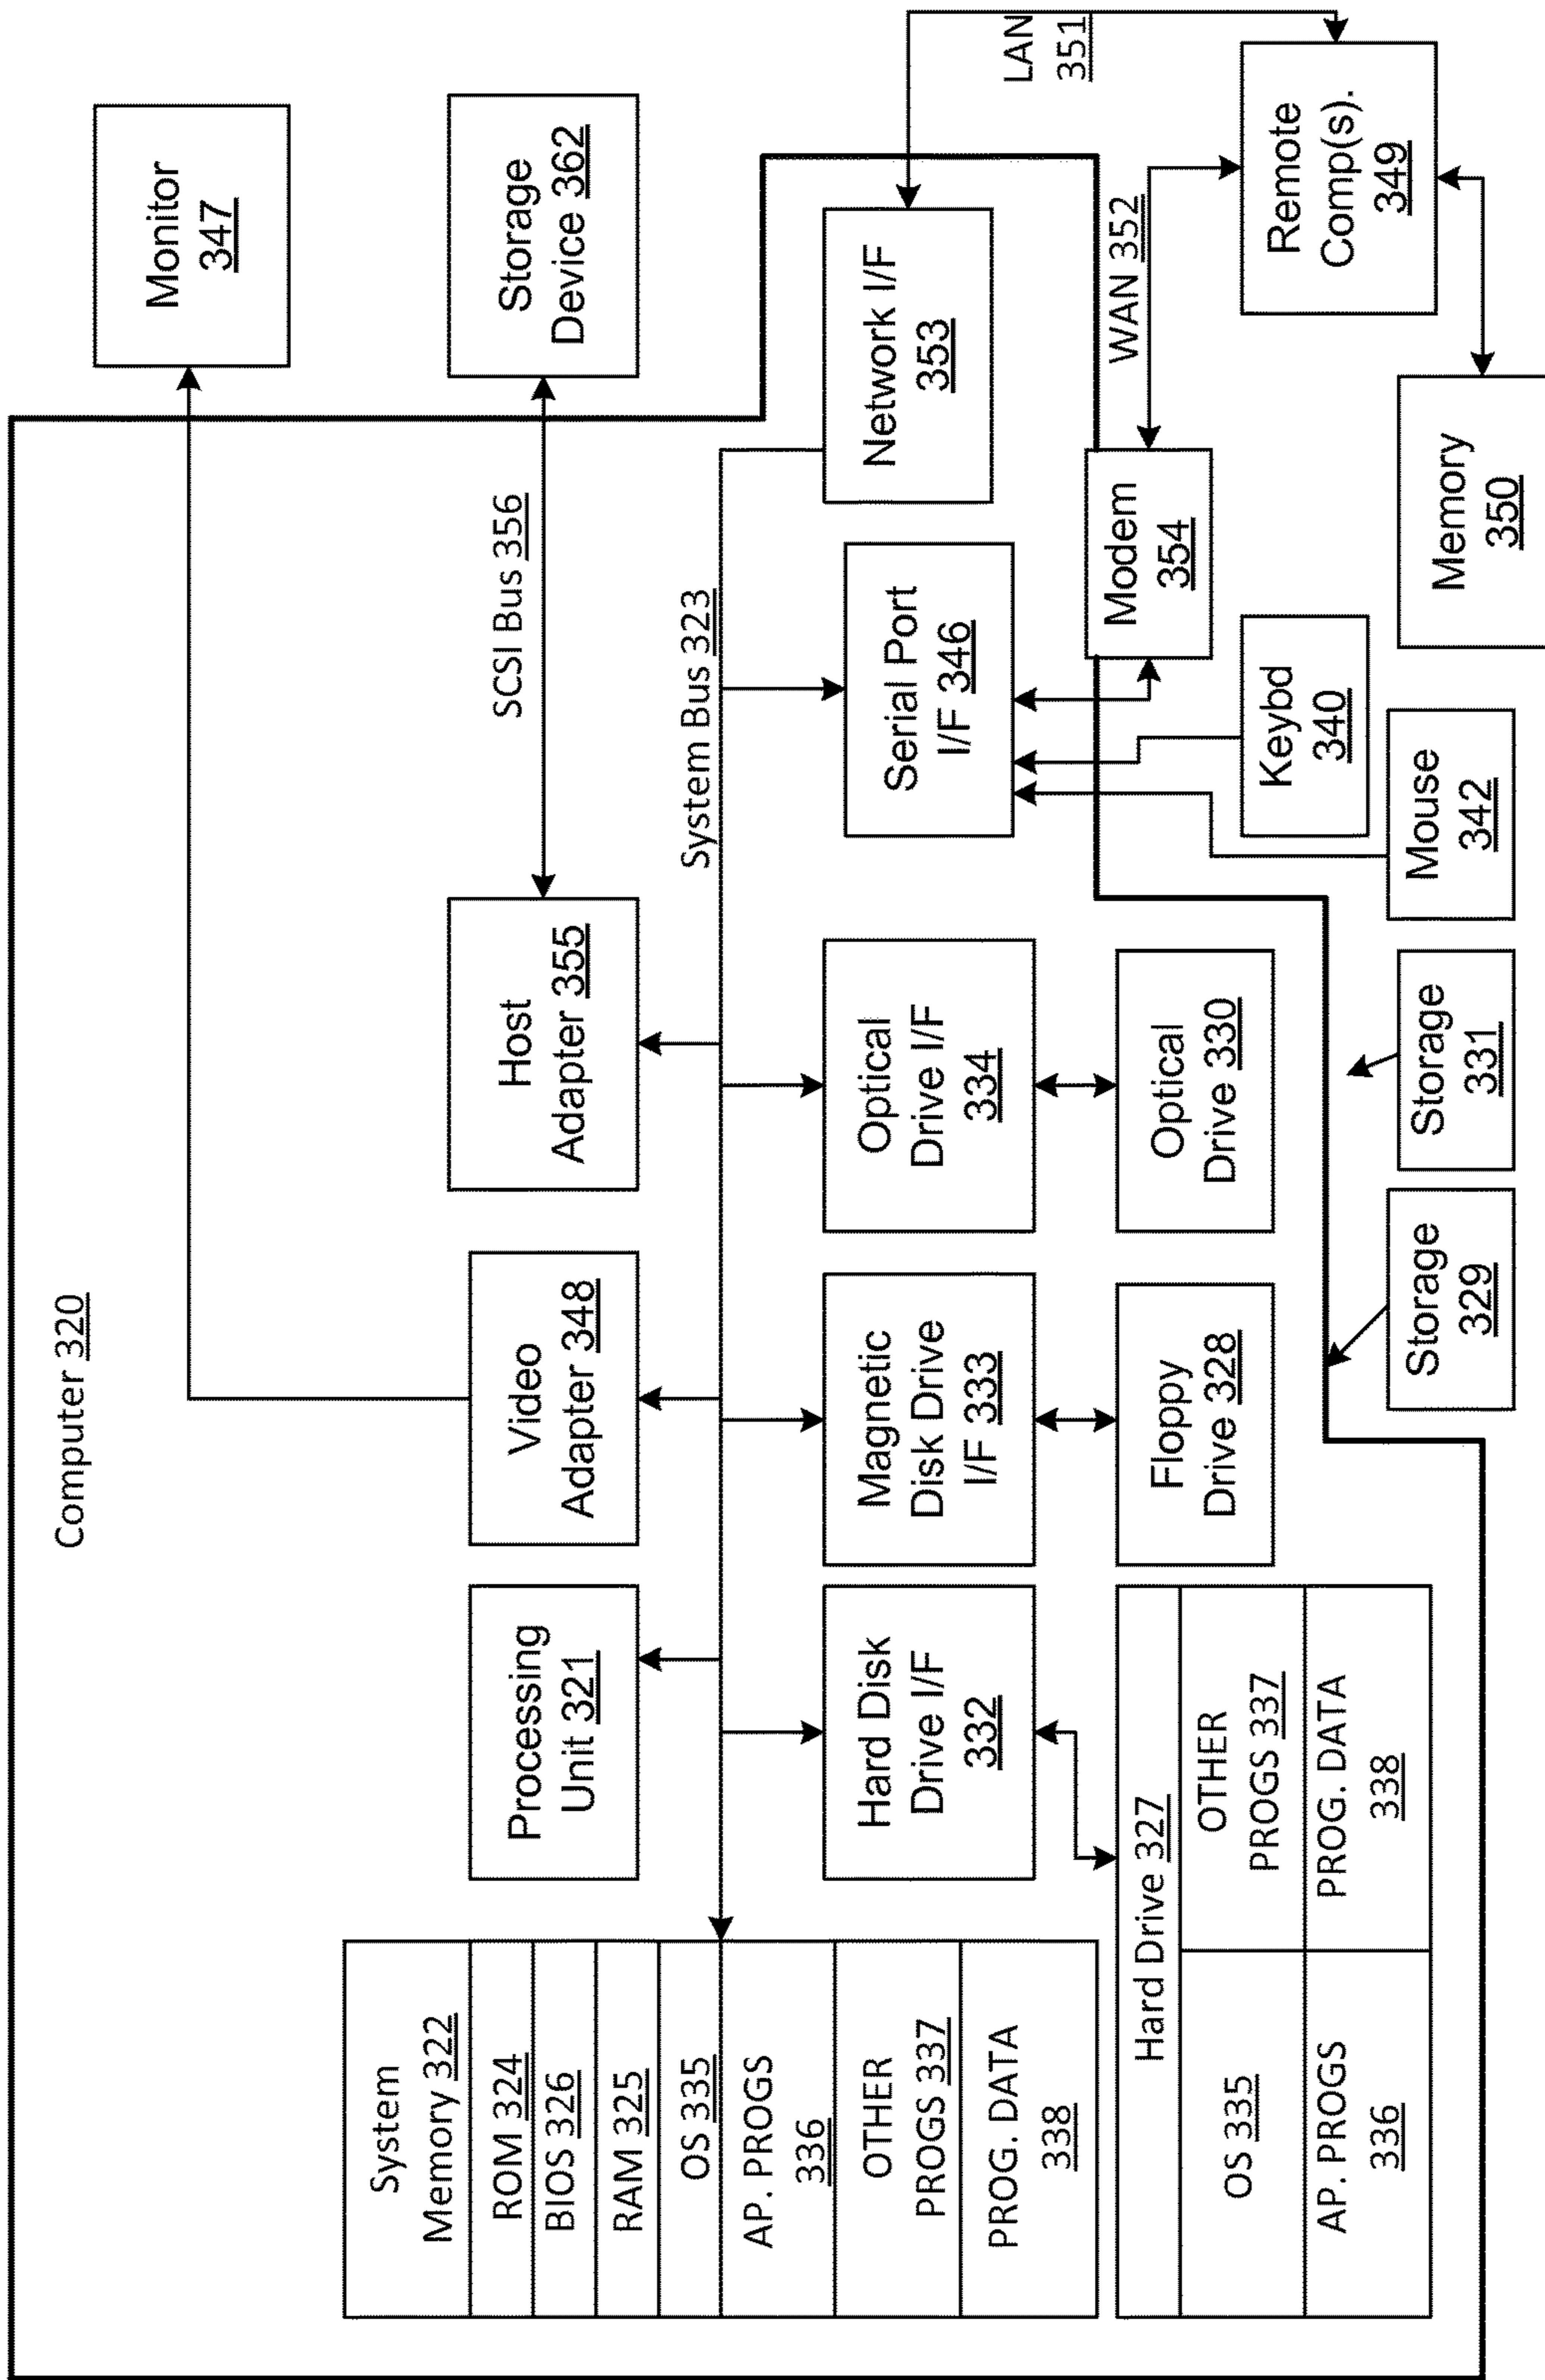 Computer 320
Monitor
347
Storage
Device 362
SCSI Bus 356
System
Memory 322
ROM 324
BIOS 326
RAM 325
OS 335
AP. PROGS
336
OTHER
PROGS 337
PROG. DATA
338
Processing
Unit 321
Video
Adapter 348
Host
Adapter 355
System Bus 323
Hard Disk
Drive I/F
332
Magnetic
Disk Drive
I/F 333
Optical
Drive I/F
334
Serial Port
I/F 346
Network I/F
353
LAN
351
Hard Drive 327
OS 335
OTHER
PROGS 337
AP. PROGS
336
PROG. DATA
338
Floppy
Drive 328
Optical
Drive 330
Modem
354
WAN 352
Storage
329
Storage
331
Mouse
342
Keybd
340
Remote
Comp(s).
349
Memory
350